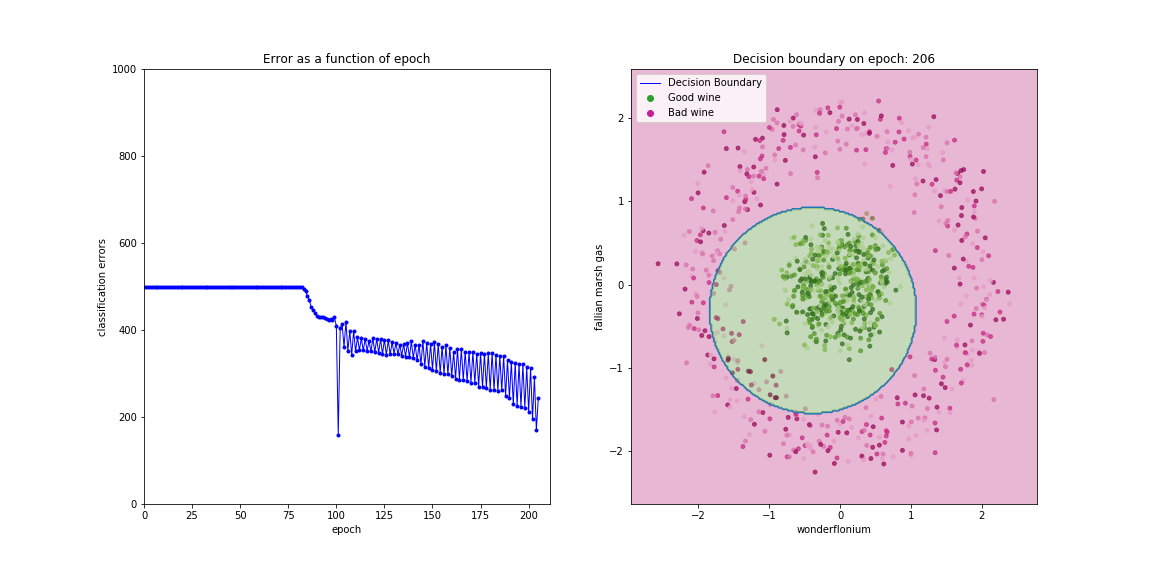 Error as a function of epoch
1000
800
600
400
200
0
classification errors
0 25 50 75 100 125 150 175 200
epoch
Decision boundary on epoch: 206
Decision Boundary
Good wine
Bad wine
2
1
0
−1
−2
fallian marsh gas
−2 −1 0 1 2
wonderflonium